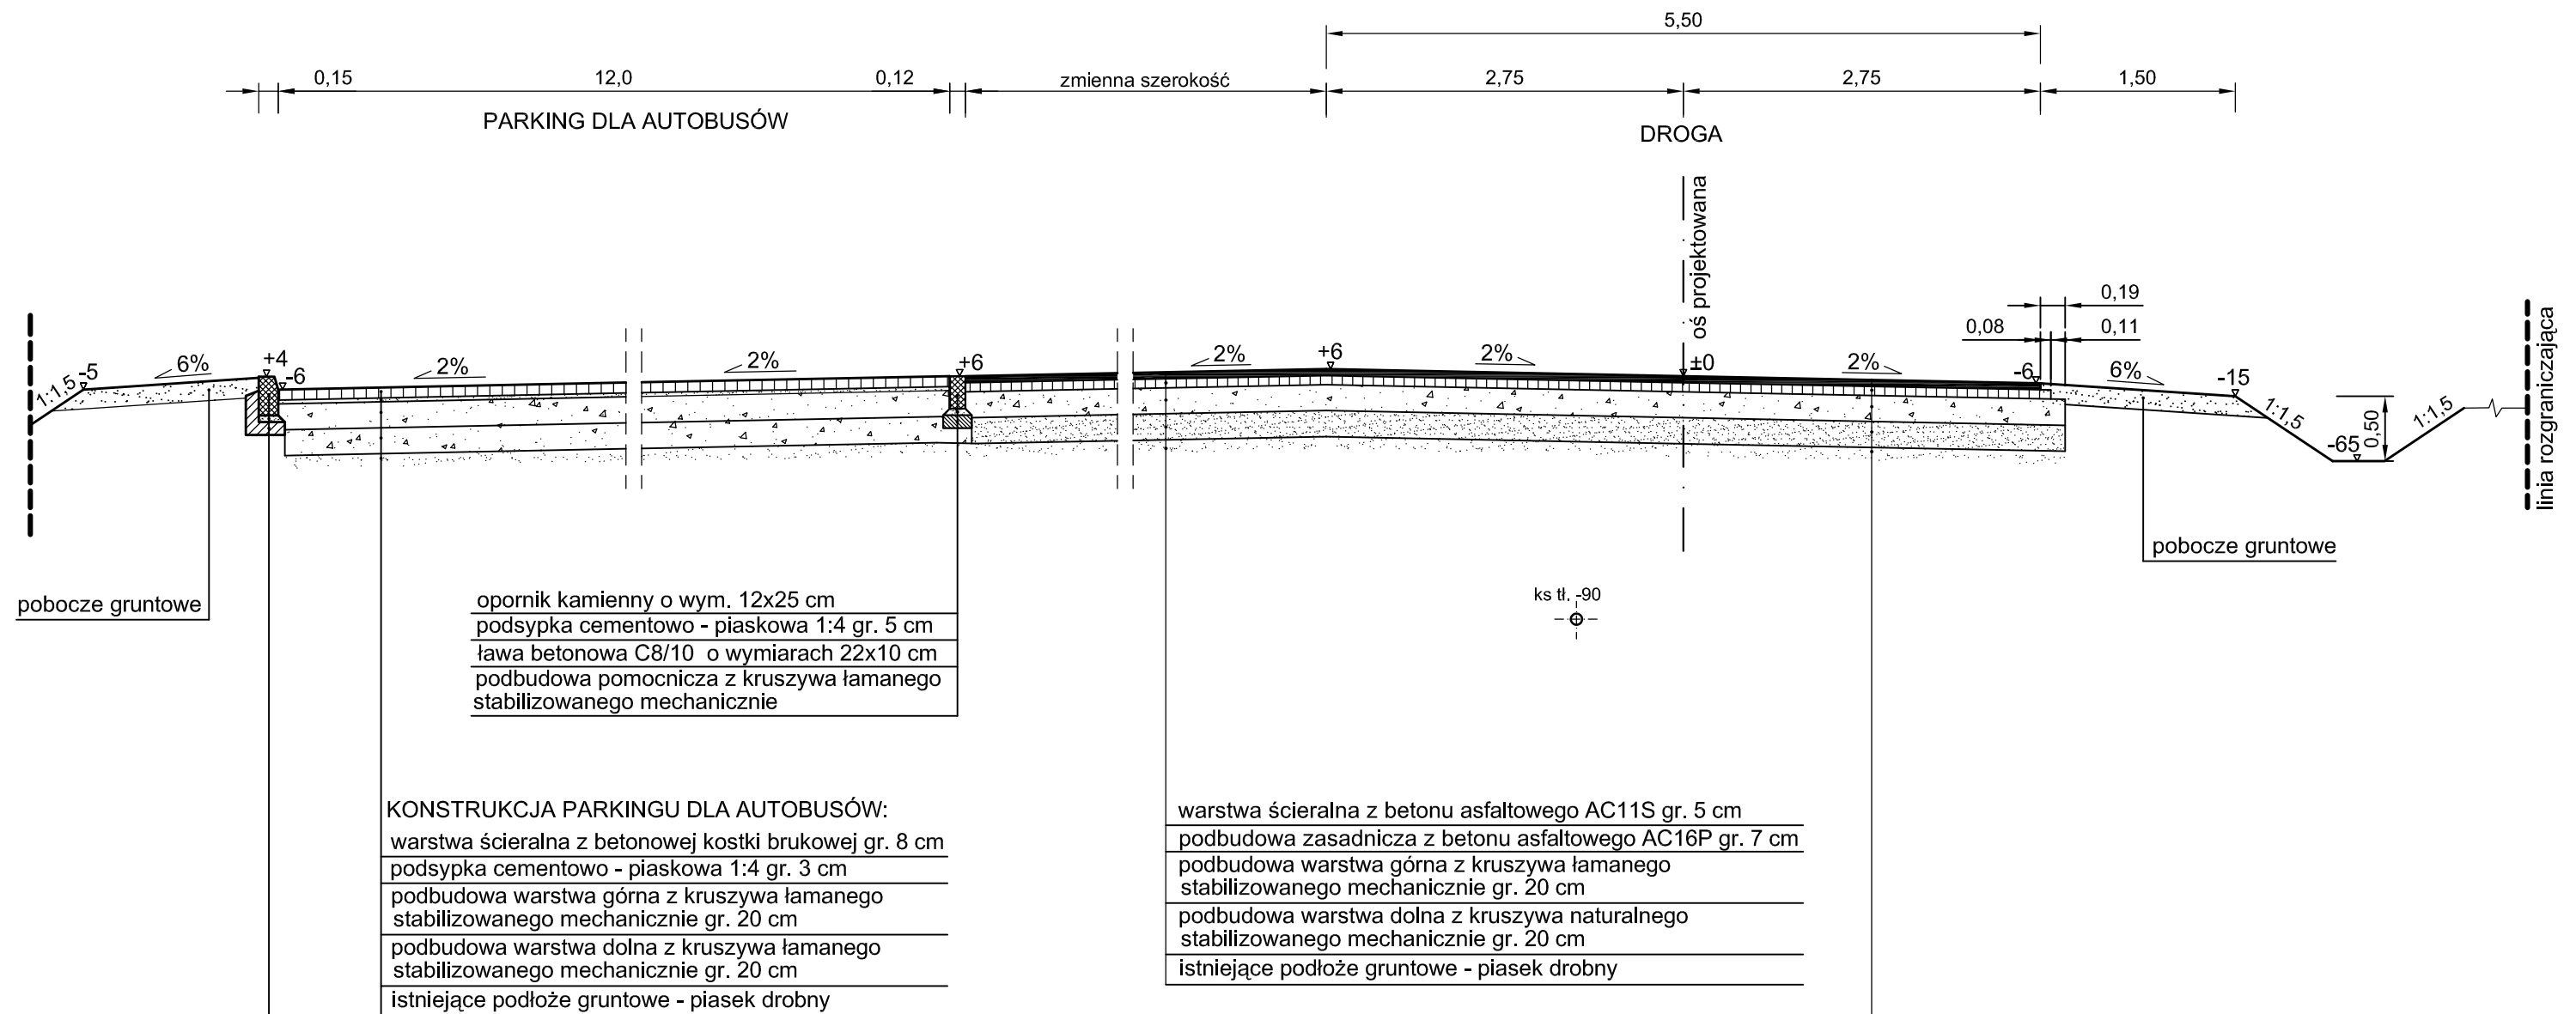 5,50
0,15 12,0 0,12 zmienna szerokość 2,75 2,75 1,50
PARKING DLA AUTOBUSÓW
DROGA
oś projektowana
0,19
0,08 0,11
1:1,5 -5 6% +4 -6 2% 2% +6 2% +6 2% ±0 2% -6 6% -15 1:1,5 -65 0,50 1:1,5
linia rozgraniczająca
pobocze gruntowe
pobocze gruntowe
ks tł. -90
opornik kamienny o wym. 12x25 cm
podsypka cementowo - piaskowa 1:4 gr. 5 cm
ława betonowa C8/10 o wymiarach 22x10 cm
podbudowa pomocnicza z kruszywa łamanego
stabilizowanego mechanicznie
KONSTRUKCJA PARKINGU DLA AUTOBUSÓW:
warstwa ścieralna z betonowej kostki brukowej gr. 8 cm
podsypka cementowo - piaskowa 1:4 gr. 3 cm
podbudowa warstwa górna z kruszywa łamanego
stabilizowanego mechanicznie gr. 20 cm
podbudowa warstwa dolna z kruszywa łamanego
stabilizowanego mechanicznie gr. 20 cm
istniejące podłoże gruntowe - piasek drobny
warstwa ścieralna z betonu asfaltowego AC11S gr. 5 cm
podbudowa zasadnicza z betonu asfaltowego AC16P gr. 7 cm
podbudowa warstwa górna z kruszywa łamanego
stabilizowanego mechanicznie gr. 20 cm
podbudowa warstwa dolna z kruszywa naturalnego
stabilizowanego mechanicznie gr. 20 cm
istniejące podłoże gruntowe - piasek drobny